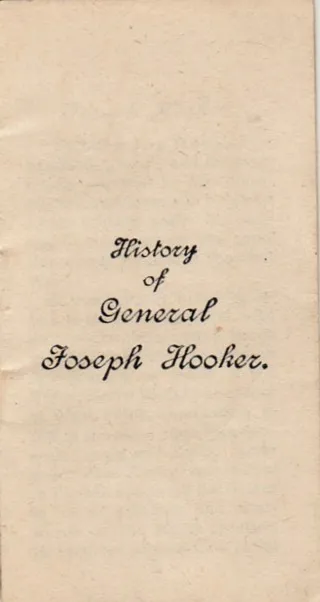 History
of
General
Joseph Hooker.